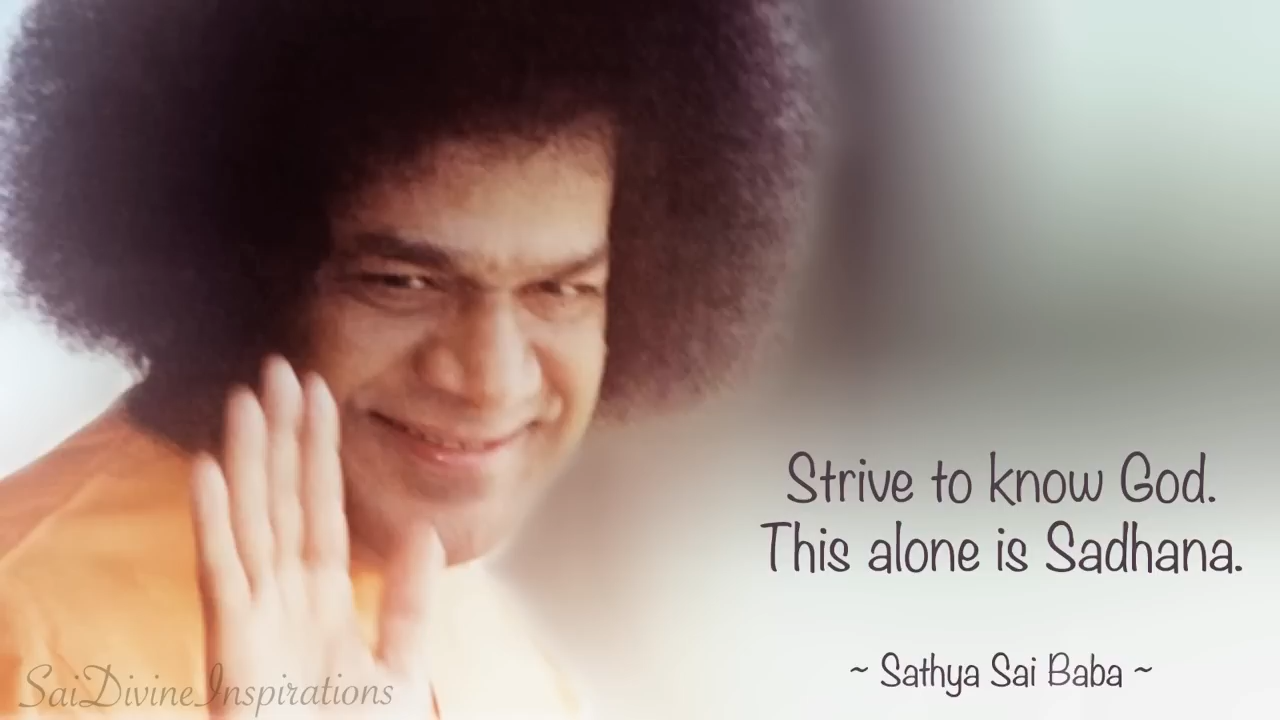 Strive to know God.
This alone is Sadhana.
~ Sathya Sai Baba ~
SaiDivineInspirations